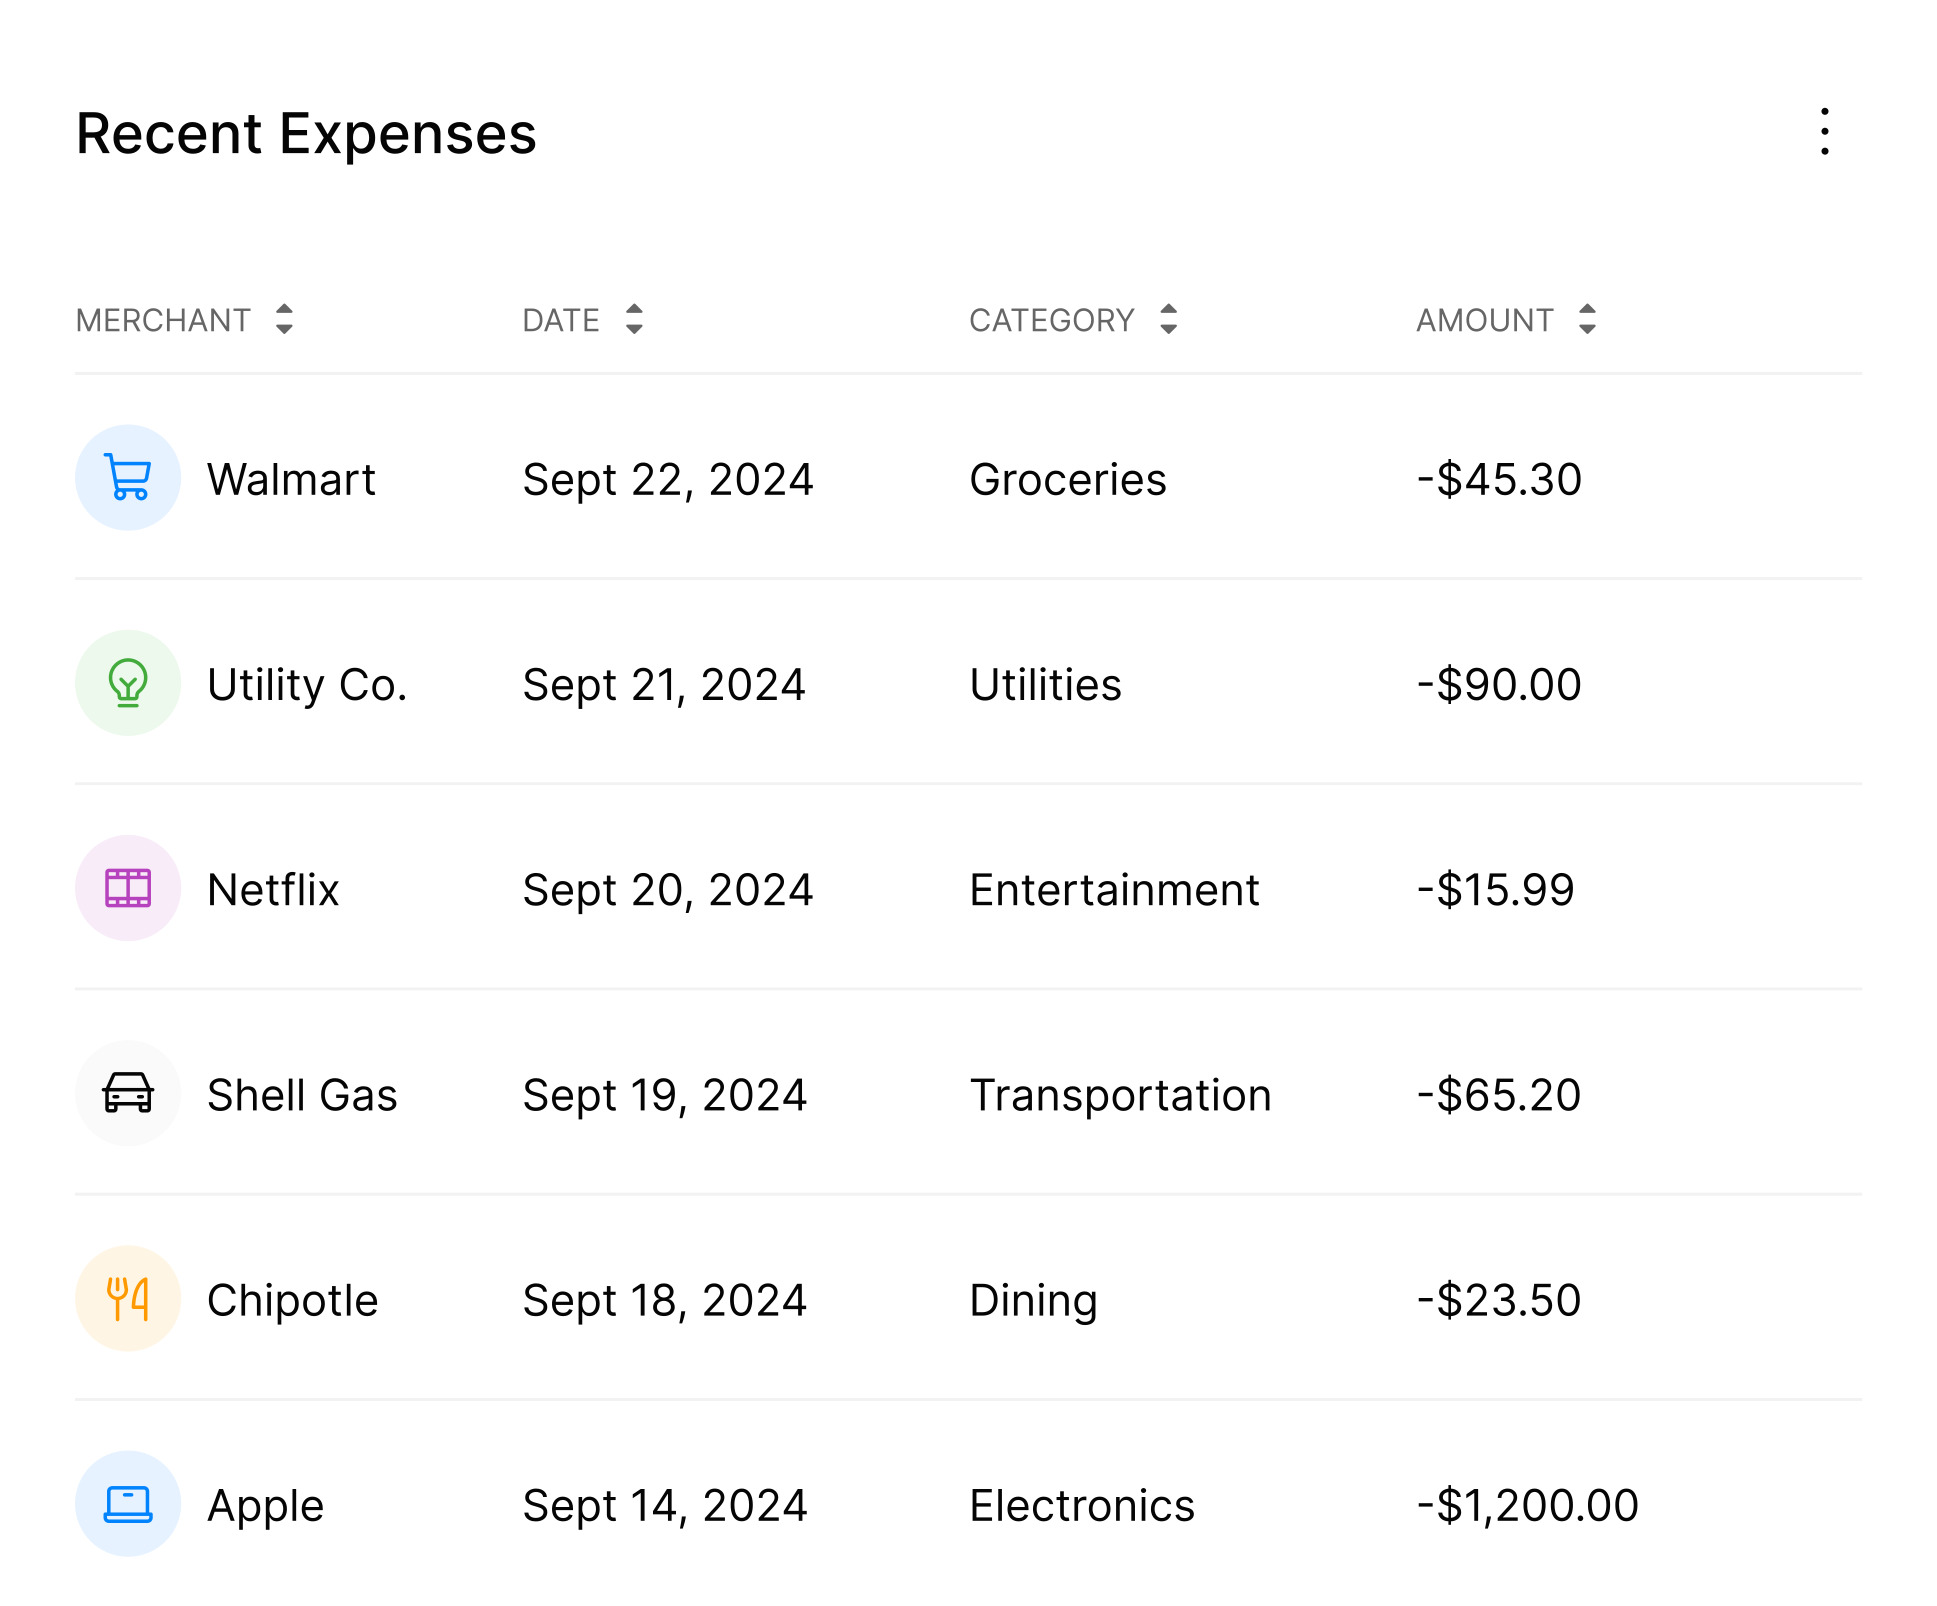 Recent Expenses
MERCHANT DATE CATEGORY AMOUNT
Walmart Sept 22, 2024 Groceries -$45.30
Utility Co. Sept 21, 2024 Utilities -$90.00
Netflix Sept 20, 2024 Entertainment -$15.99
Shell Gas Sept 19, 2024 Transportation -$65.20
Chipotle Sept 18, 2024 Dining -$23.50
Apple Sept 14, 2024 Electronics -$1,200.00